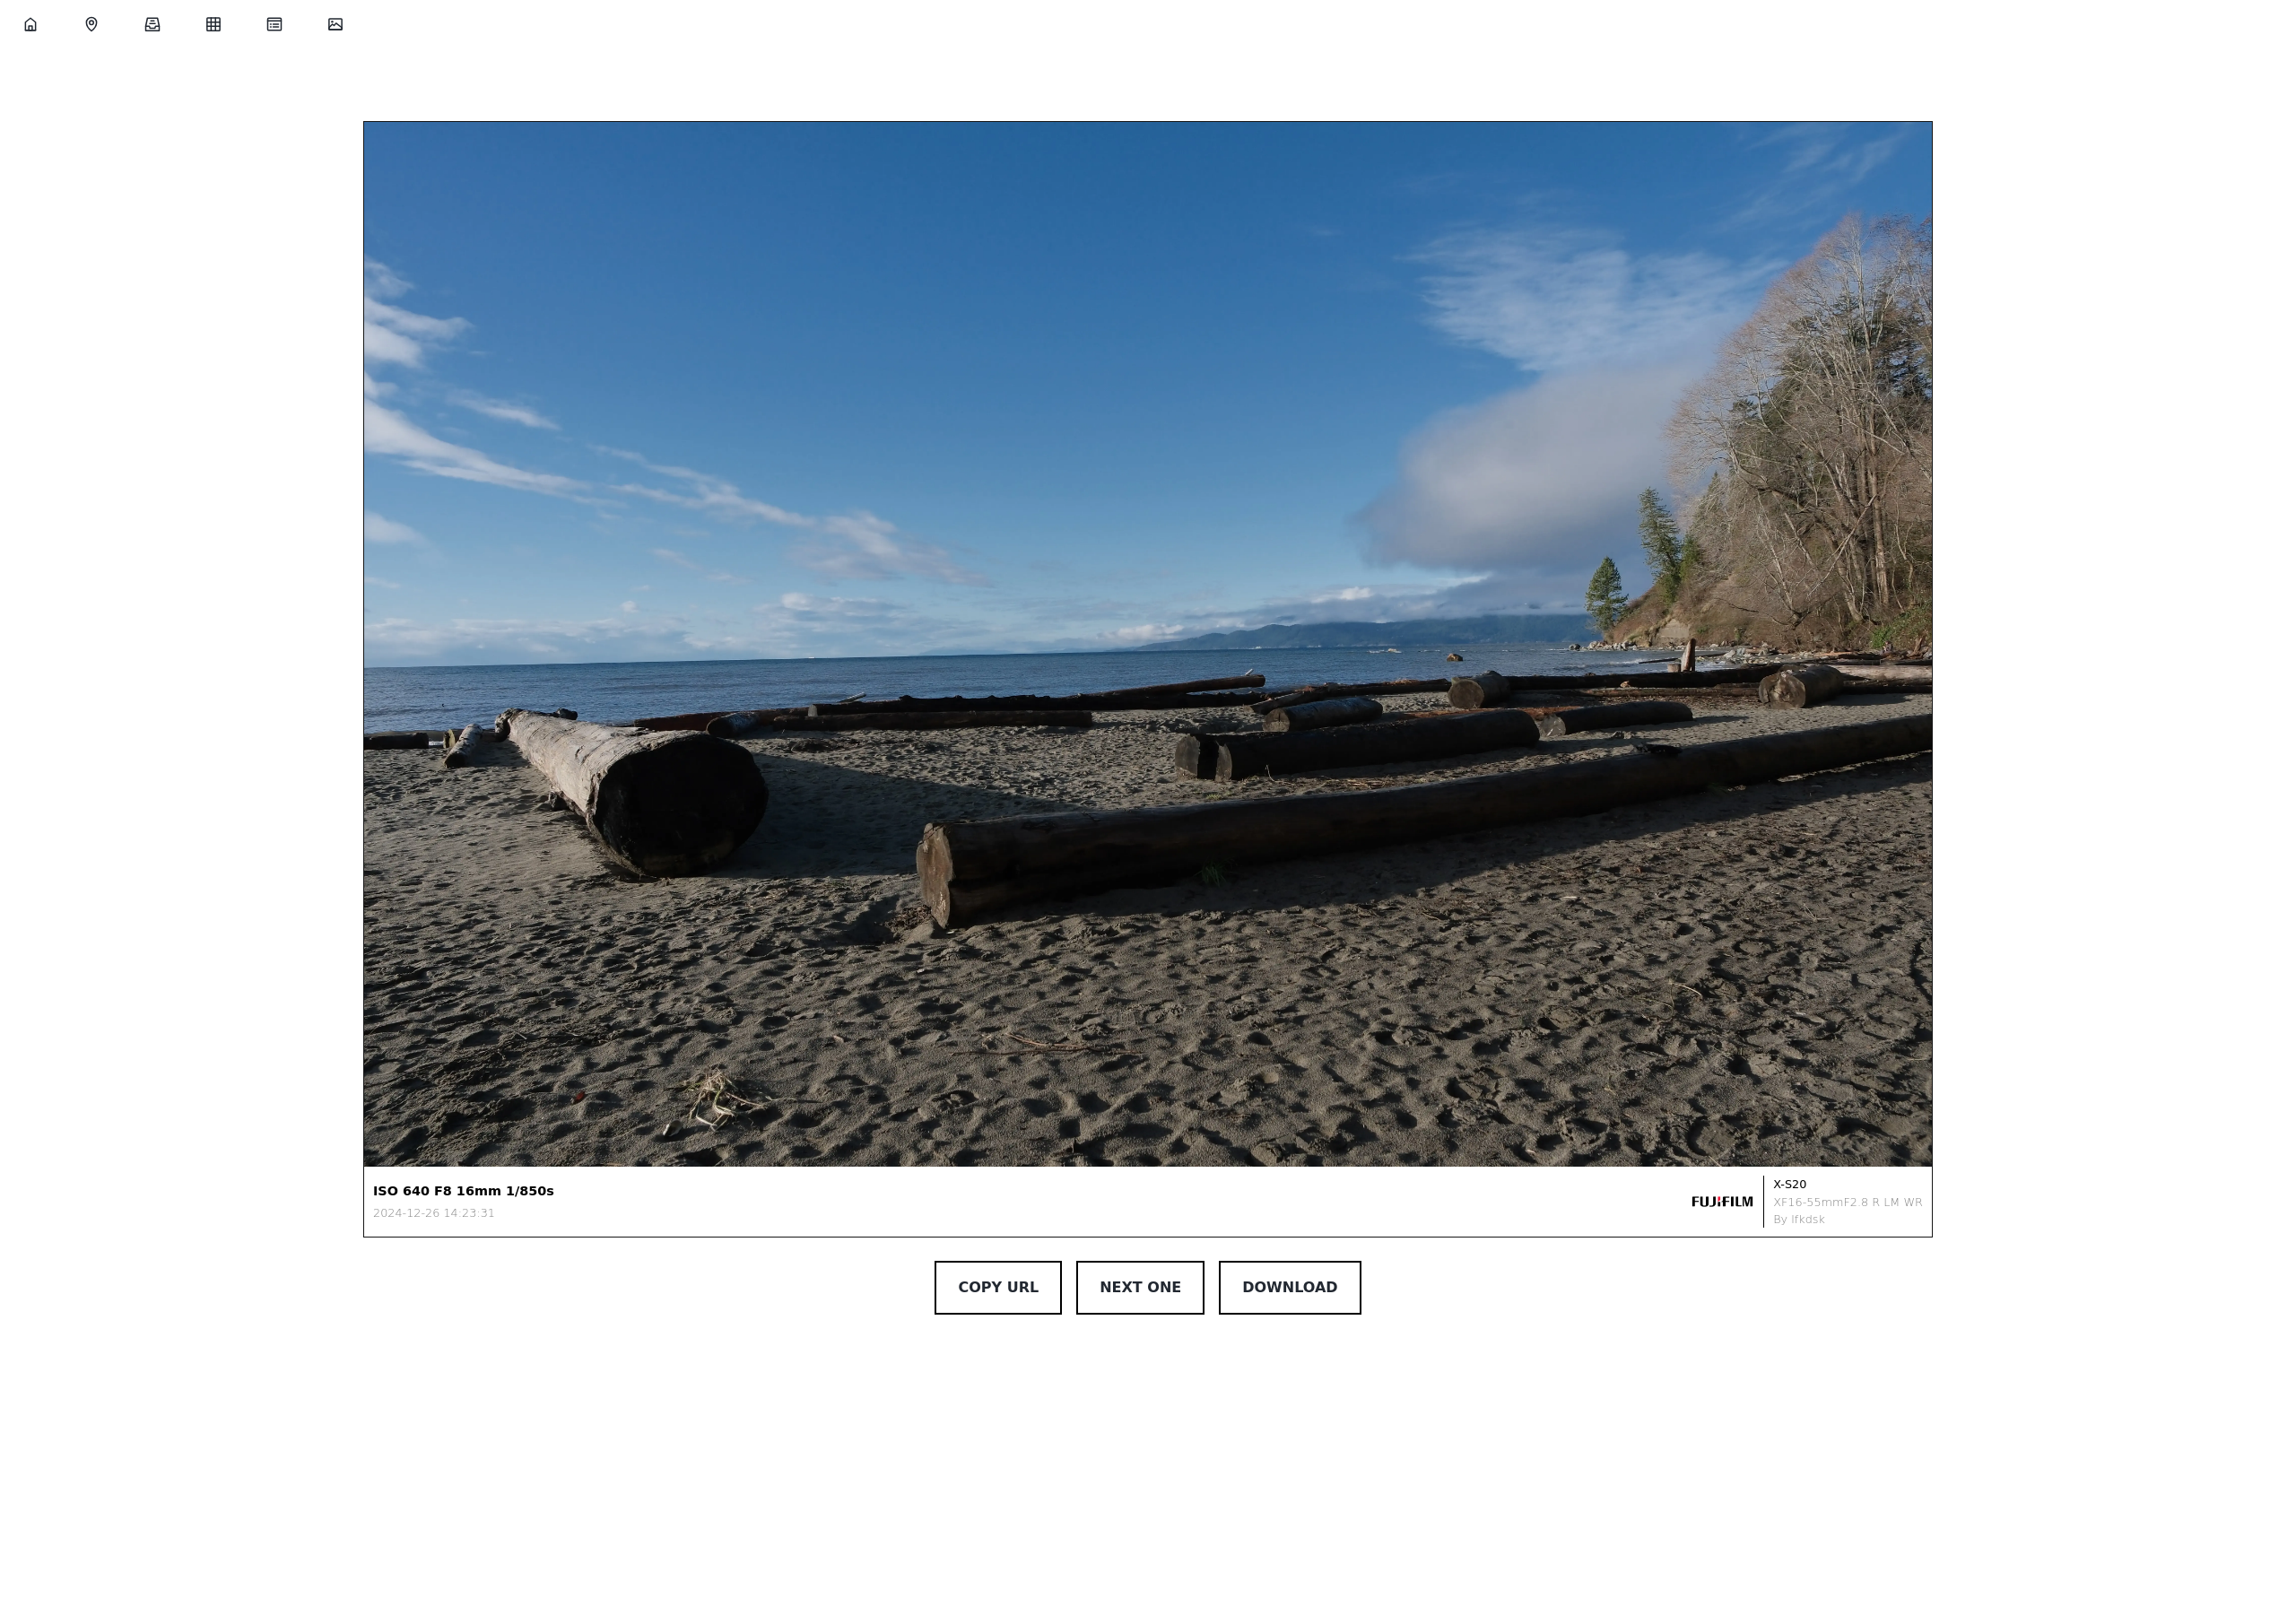 ISO 640 F8 16mm 1/850s
2024-12-26 14:23:31
FUJIFILM
X-S20
XF16-55mmF2.8 R LM WR
By lfkdsk
COPY URL
NEXT ONE
DOWNLOAD